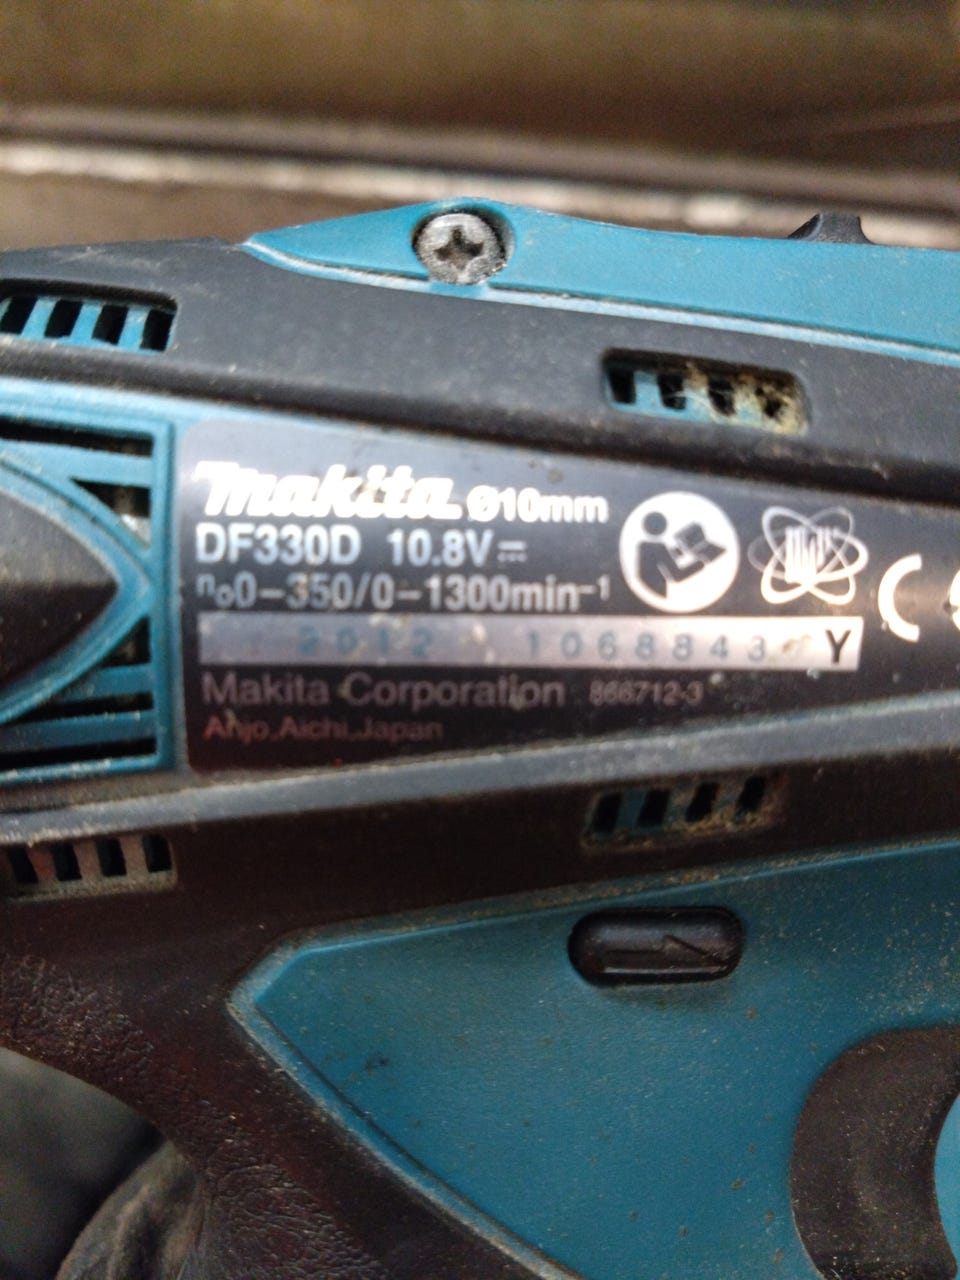 makita ø10mm
DF330D 10.8V⎓
n₀0-350/0-1300min⁻¹
2012 1068843 Y
Makita Corporation 866712-3
Anjo,Aichi,Japan
CE